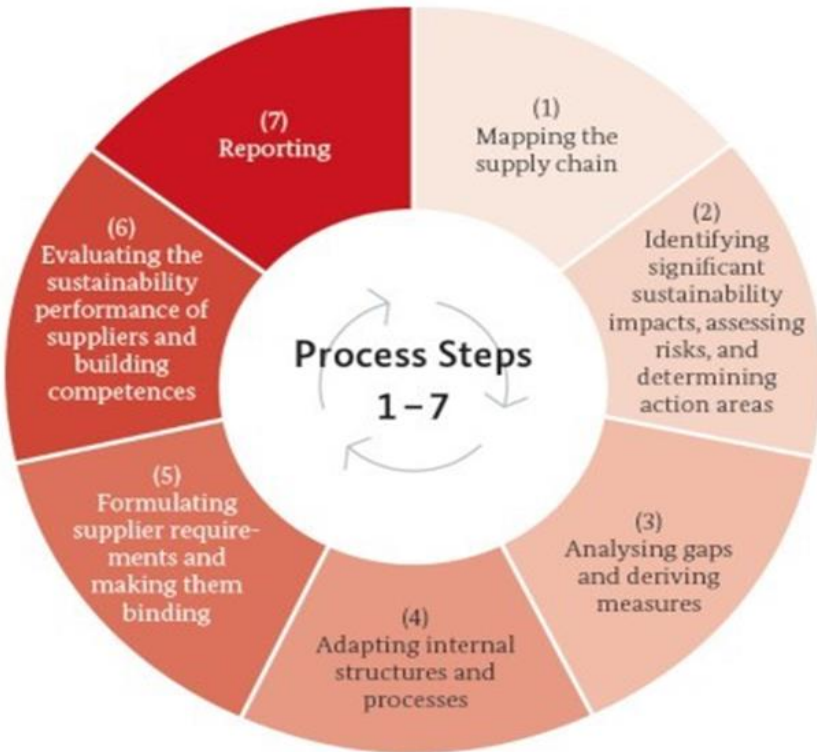 (1)
Mapping the
supply chain
(2)
Identifying
significant
sustainability
impacts, assessing
risks, and
determining
action areas
(3)
Analysing gaps
and deriving
measures
(4)
Adapting internal
structures and
processes
(5)
Formulating
supplier require-
ments and
making them
binding
(6)
Evaluating the
sustainability
performance of
suppliers and
building
competences
(7)
Reporting
Process Steps
1–7